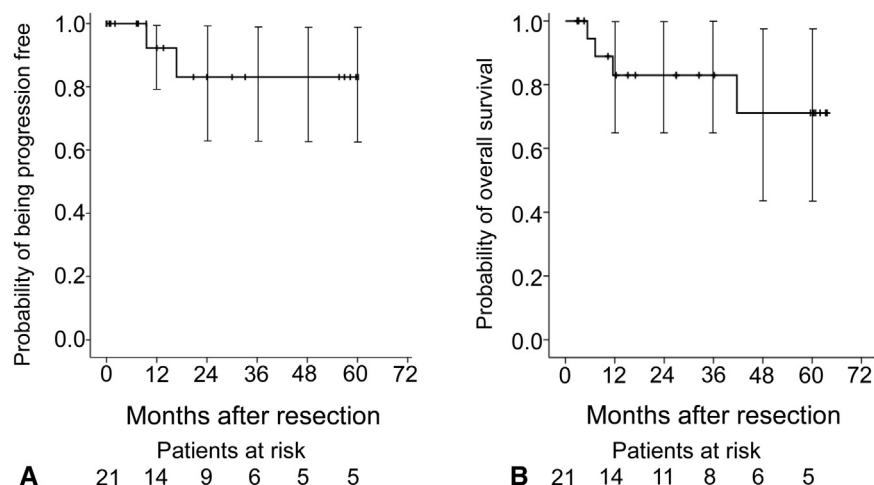 Probability of being progression free
1.0
0.8
0.6
0.4
0.2
0.0
0 12 24 36 48 60 72
Months after resection
Patients at risk
A 21 14 9 6 5 5
Probability of overall survival
1.0
0.8
0.6
0.4
0.2
0.0
0 12 24 36 48 60 72
Months after resection
Patients at risk
B 21 14 11 8 6 5